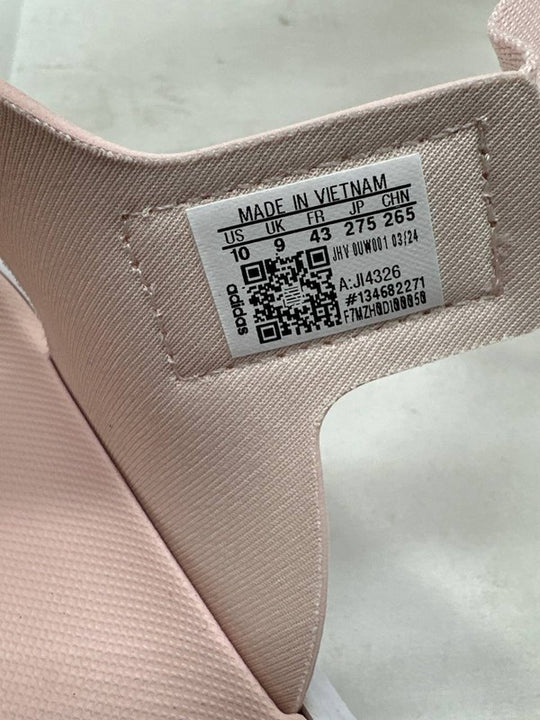 MADE IN VIETNAM
US UK FR JP CHN
10 9 43 275 265
JHV 0UW001 03/24
A:JI4326
#134682271
F7MZH0DI00050
adidas